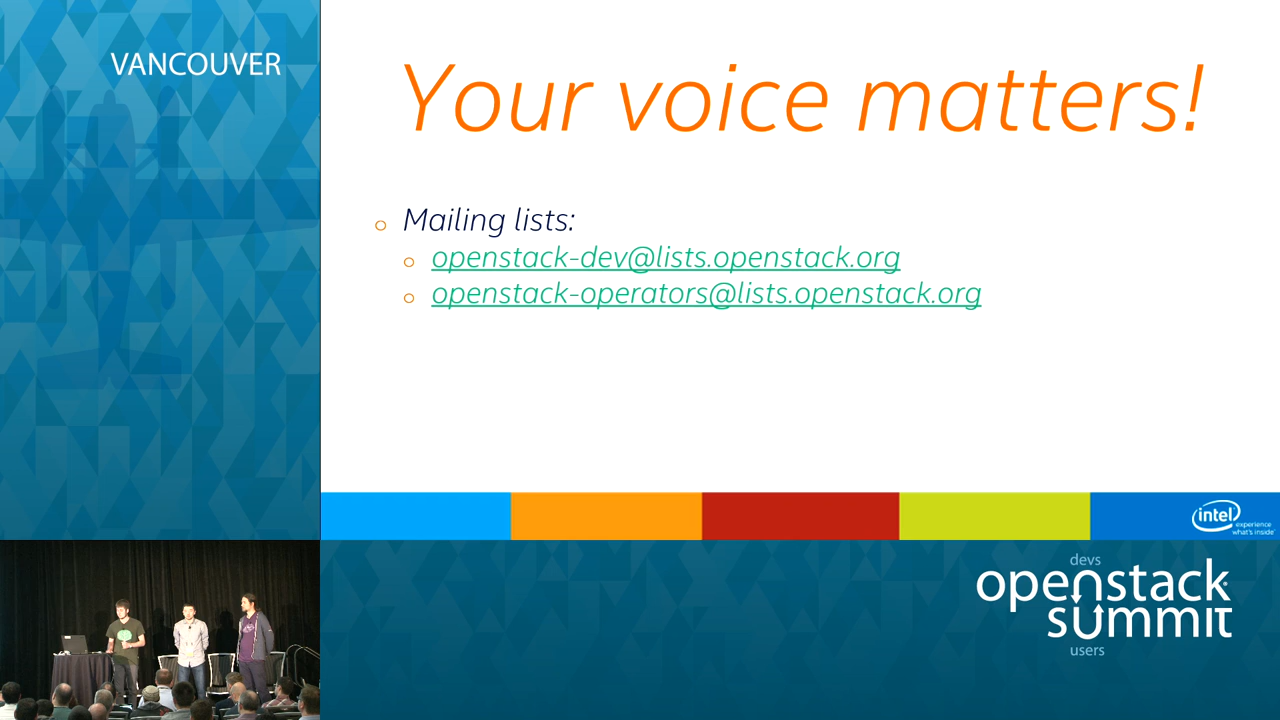 VANCOUVER
Your voice matters!
Mailing lists:
openstack-dev@lists.openstack.org
openstack-operators@lists.openstack.org
intel
experience
what's inside
devs
openstack
summit
users